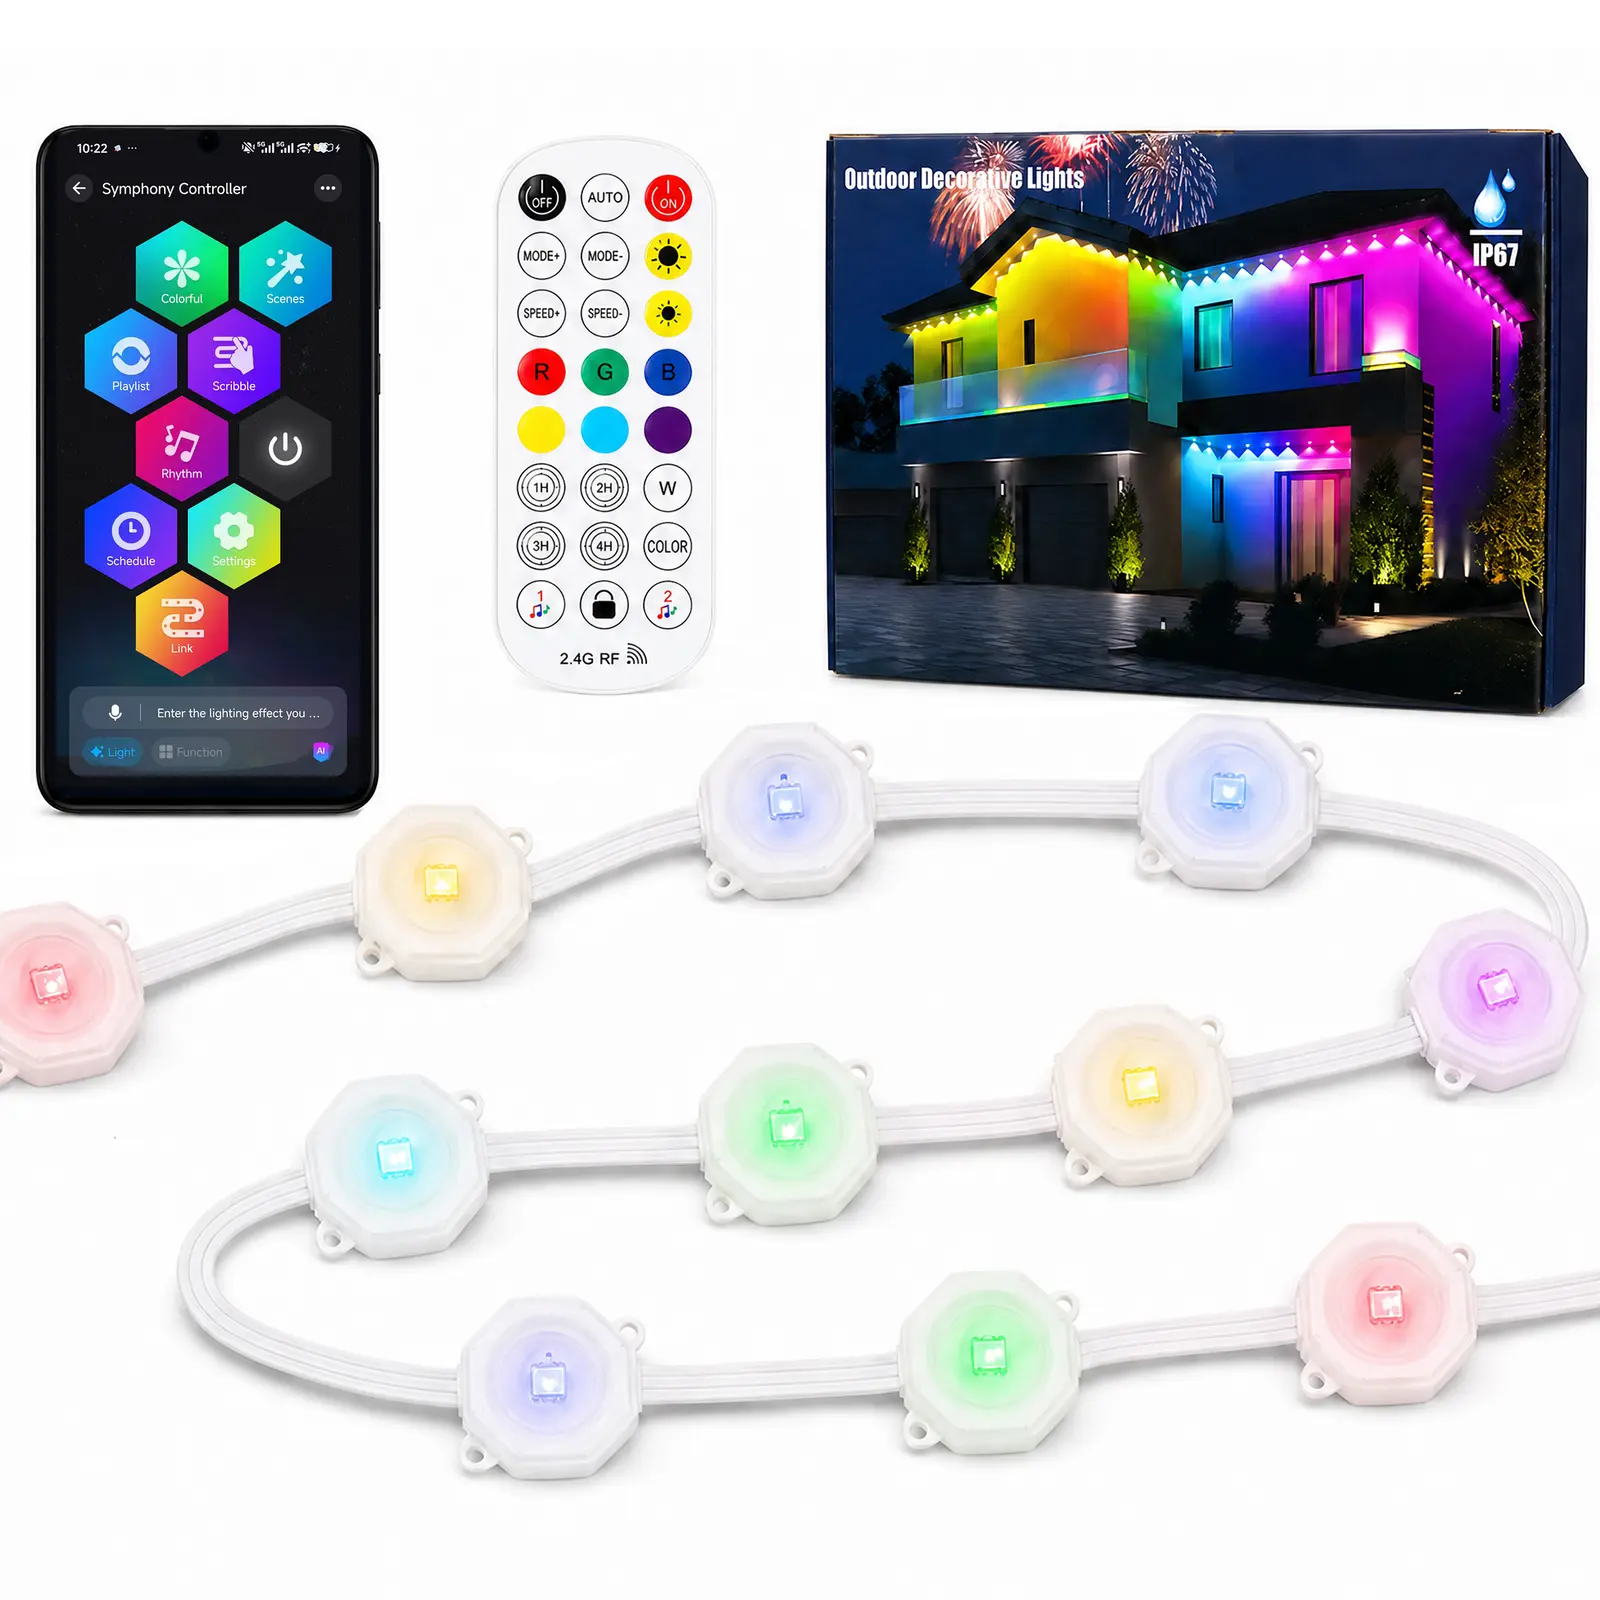 10:22
5G 5G
Symphony Controller
Colorful
Scenes
Playlist
Scribble
Rhythm
Schedule
Settings
Link
Enter the lighting effect you ...
Light
Function
AI
OFF
AUTO
ON
MODE+
MODE-
SPEED+
SPEED-
R
G
B
1H
2H
W
3H
4H
COLOR
1
2
2.4G RF
Outdoor Decorative Lights
IP67